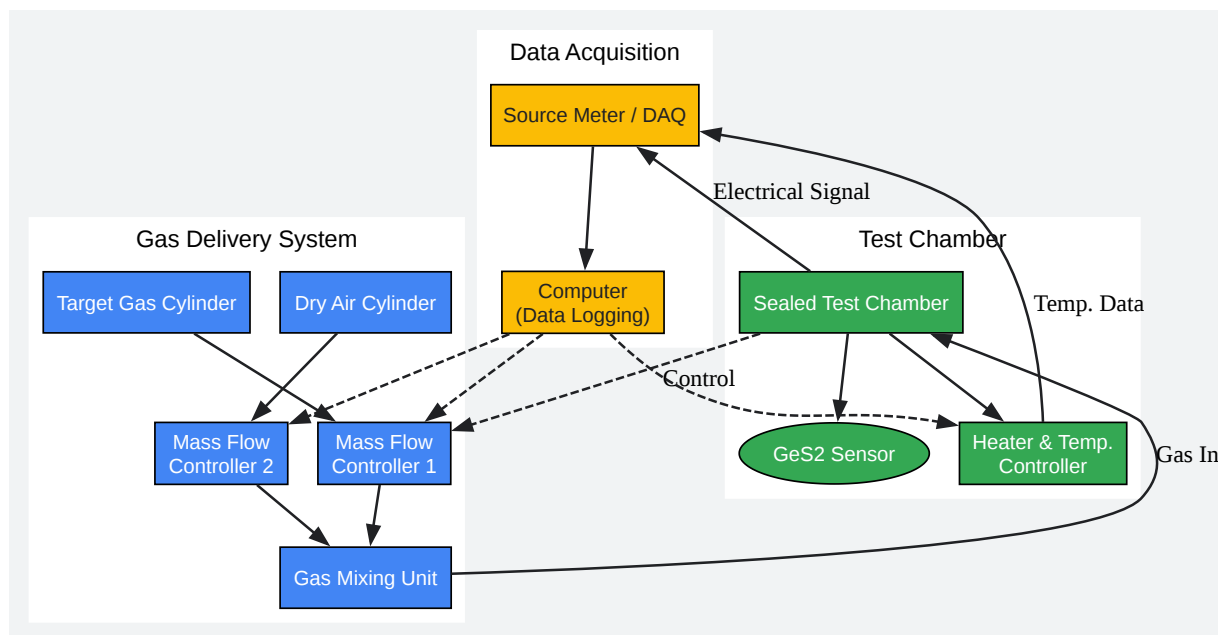 Data Acquisition
Source Meter / DAQ
Electrical Signal
Gas Delivery System
Test Chamber
Target Gas Cylinder
Dry Air Cylinder
Computer
(Data Logging)
Sealed Test Chamber
Temp. Data
Control
Mass Flow
Controller 2
Mass Flow
Controller 1
GeS2 Sensor
Heater & Temp.
Controller
Gas In
Gas Mixing Unit